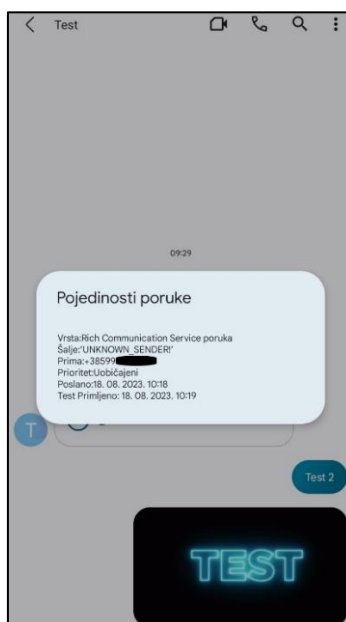 Test
09:29
Pojedinosti poruke
Vrsta:Rich Communication Service poruka
Šalje:'UNKNOWN_SENDER!'
Prima:+38599
Prioritet:Uobičajeni
Poslano:18. 08. 2023. 10:18
Test Primljeno: 18. 08. 2023. 10:19
T
Test 2
TEST